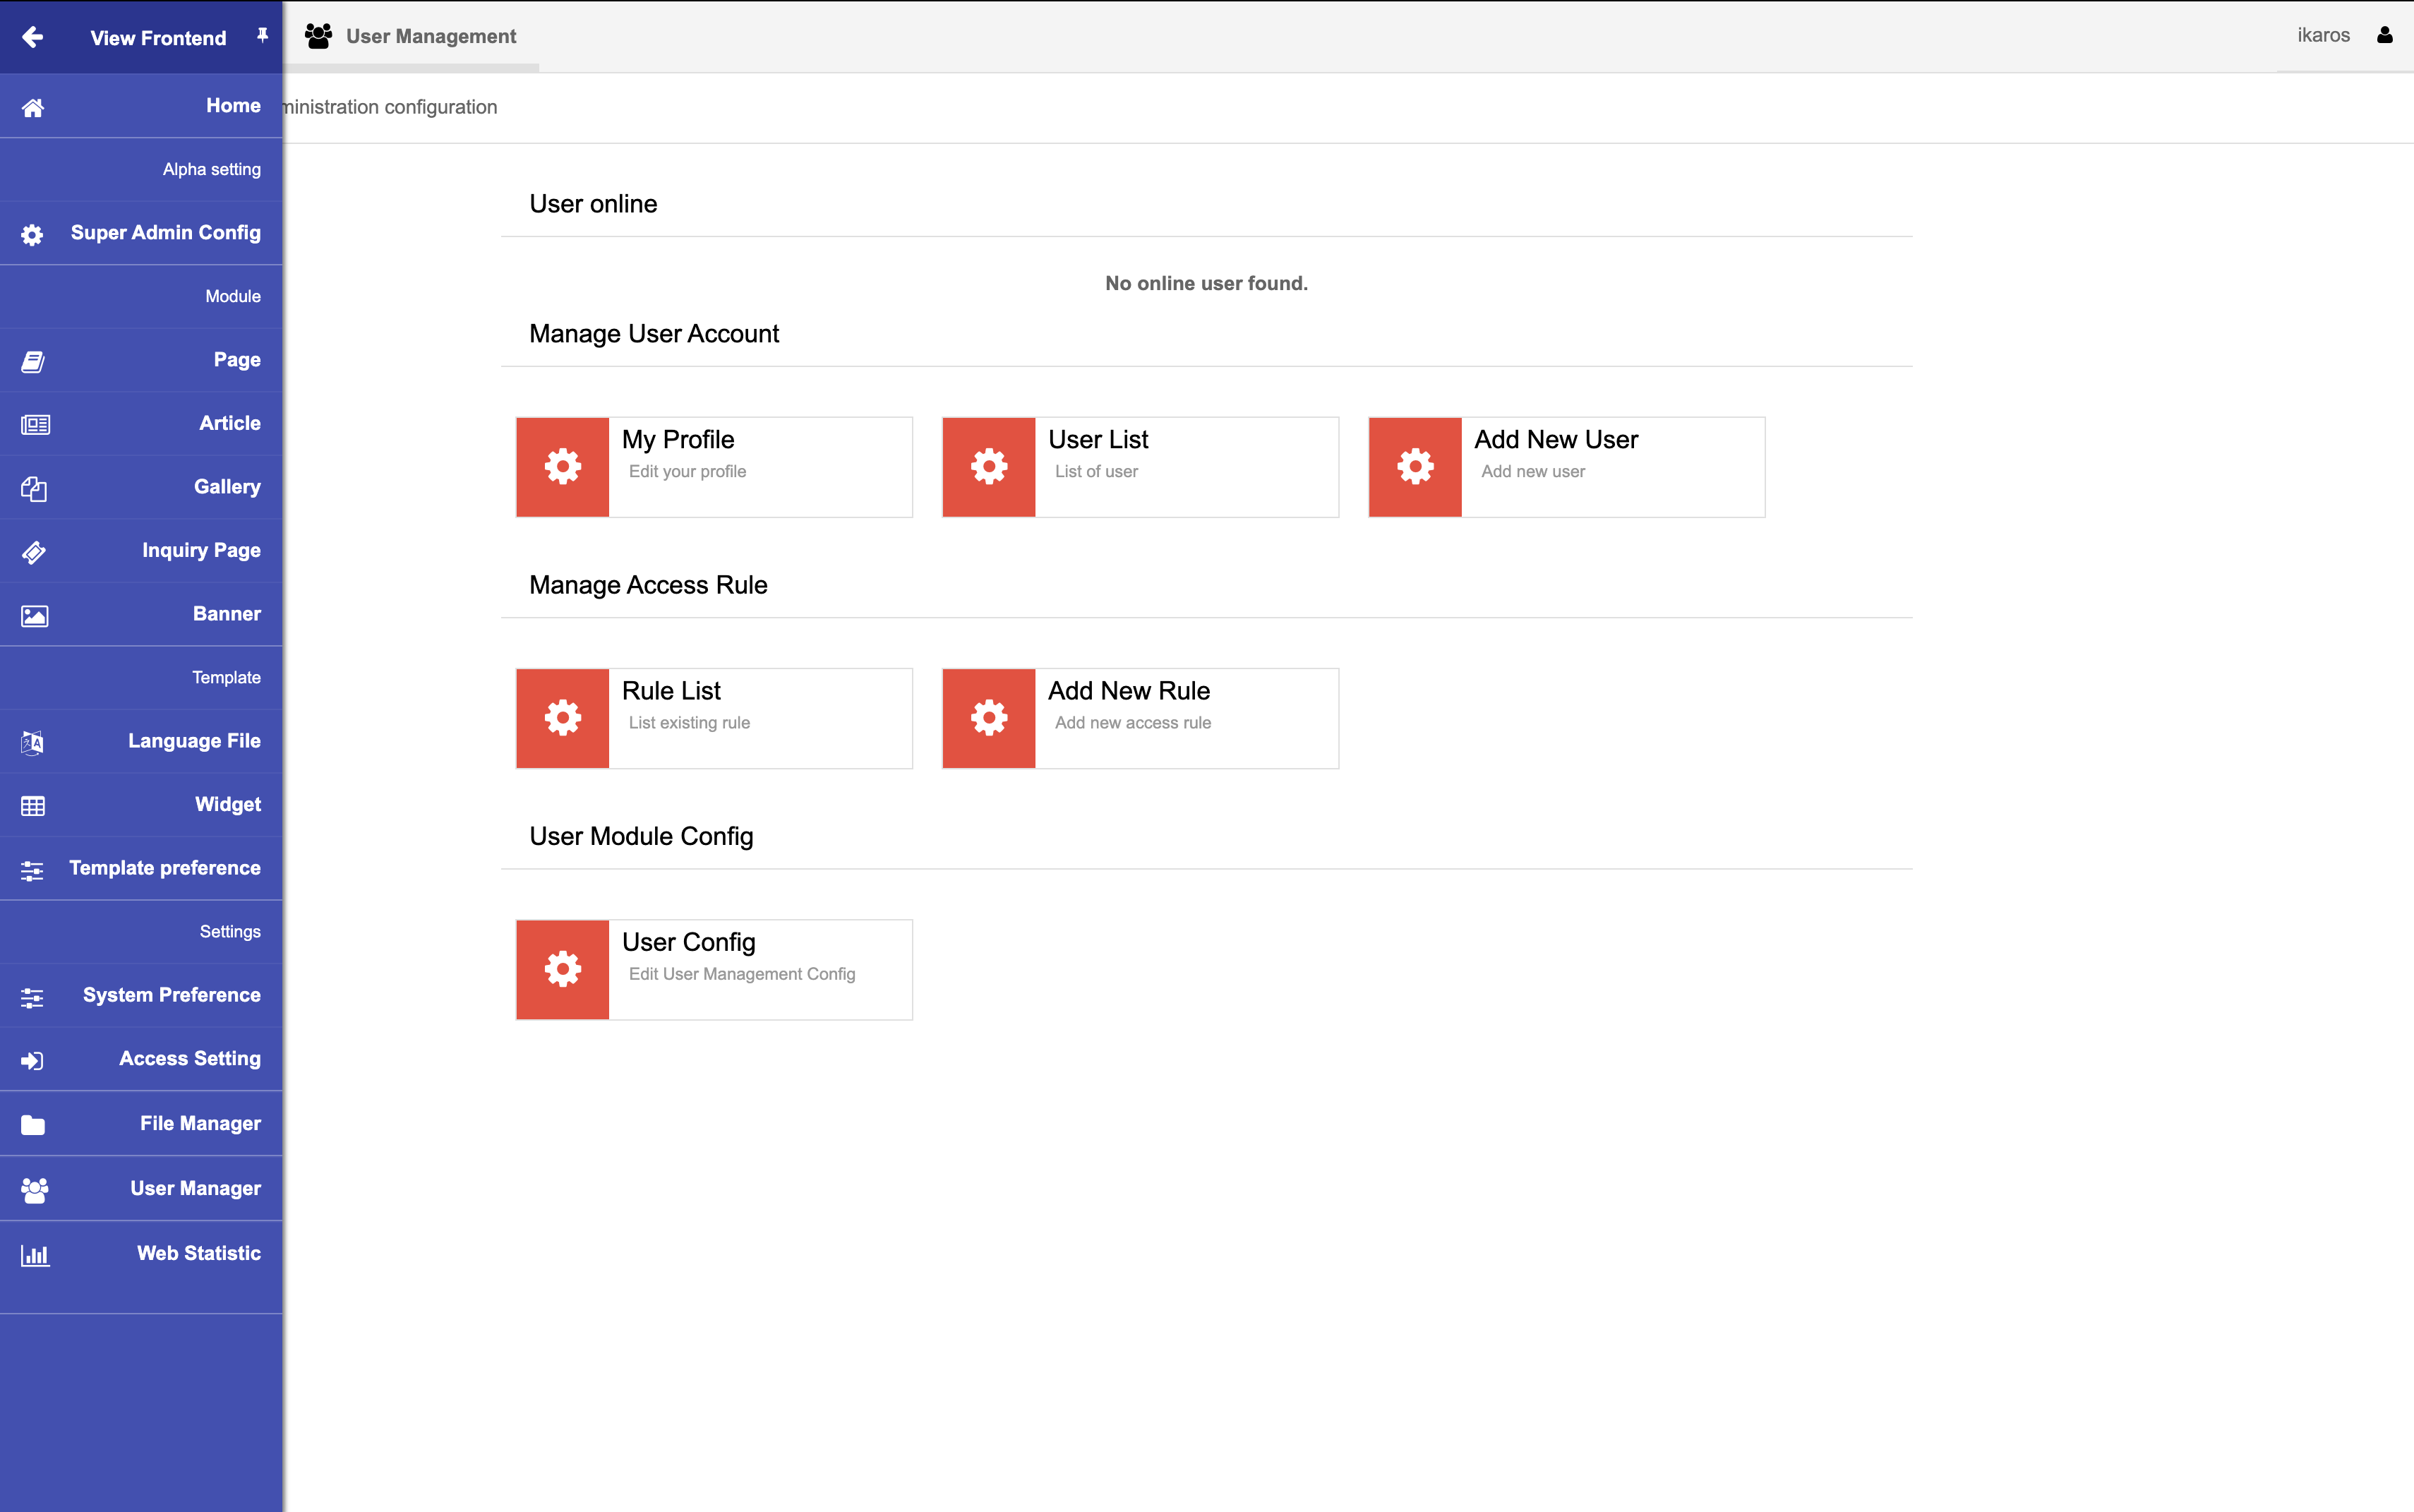 View Frontend
User Management
ikaros
Home
ministration configuration
Alpha setting
Super Admin Config
Module
Page
Article
Gallery
Inquiry Page
Banner
Template
Language File
Widget
Template preference
Settings
System Preference
Access Setting
File Manager
User Manager
Web Statistic
User online
No online user found.
Manage User Account
My Profile
Edit your profile
User List
List of user
Add New User
Add new user
Manage Access Rule
Rule List
List existing rule
Add New Rule
Add new access rule
User Module Config
User Config
Edit User Management Config